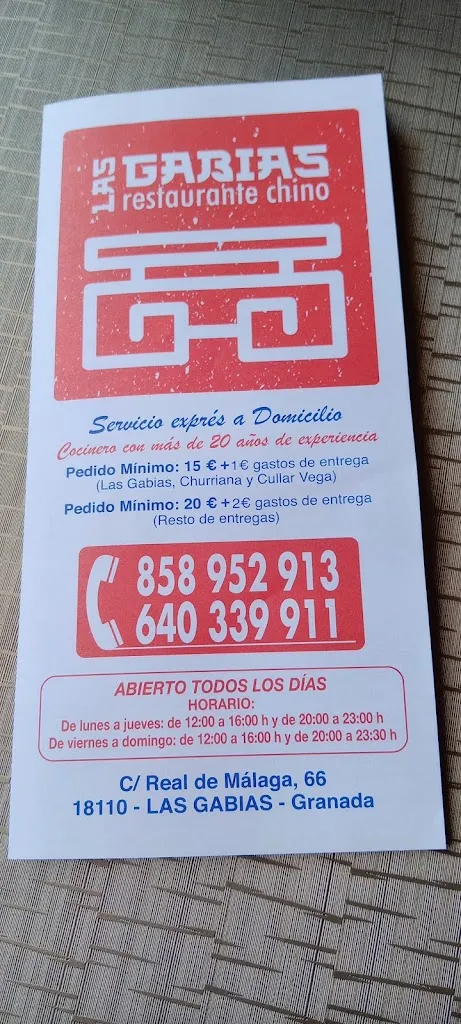 LAS GABIAS
restaurante chino
Servicio exprés a Domicilio
Cocinero con más de 20 años de experiencia
Pedido Mínimo: 15 € + 1€ gastos de entrega
(Las Gabias, Churriana y Cullar Vega)
Pedido Mínimo: 20 € + 2€ gastos de entrega
(Resto de entregas)
858 952 913
640 339 911
ABIERTO TODOS LOS DÍAS
HORARIO:
De lunes a jueves: de 12:00 a 16:00 h y de 20:00 a 23:00 h
De viernes a domingo: de 12:00 a 16:00 h y de 20:00 a 23:30 h
C/ Real de Málaga, 66
18110 - LAS GABIAS - Granada